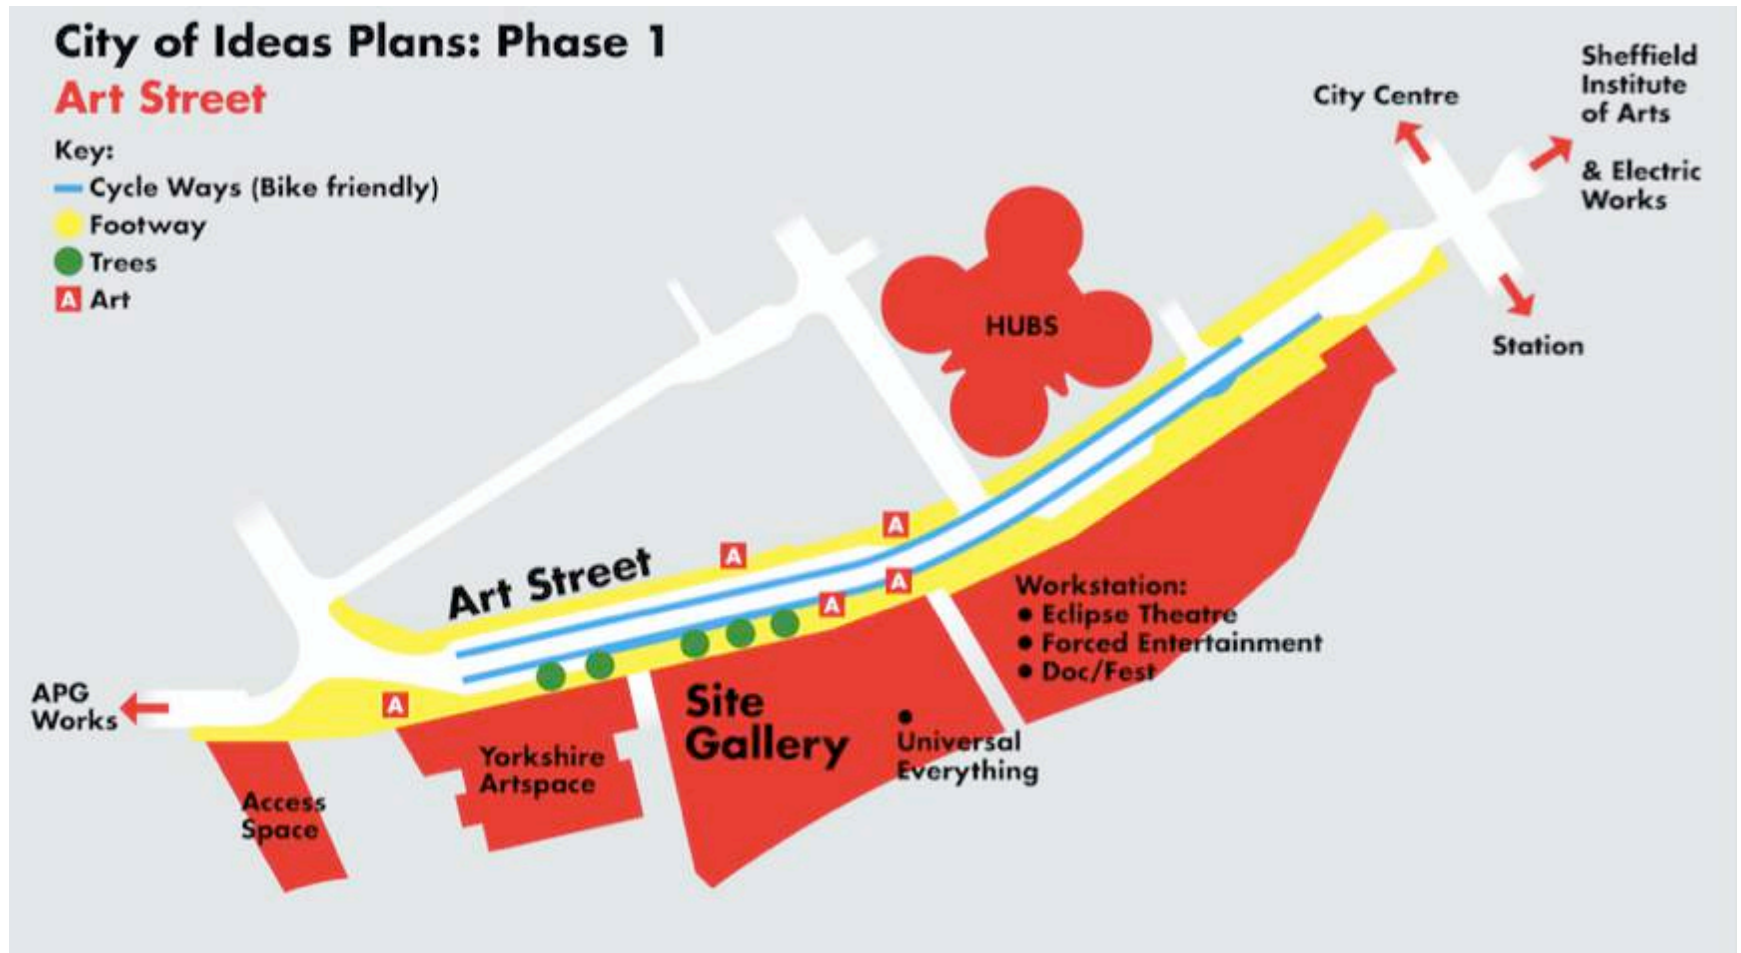 City of Ideas Plans: Phase 1
Art Street
Key:
Cycle Ways (Bike friendly)
Footway
Trees
A Art
City Centre
Sheffield
Institute
of Arts
& Electric
Works
Station
HUBS
A
A
A
A
A
Art Street
Workstation:
• Eclipse Theatre
• Forced Entertainment
• Doc/Fest
APG
Works
Site
Gallery
• Universal
Everything
Yorkshire
Artspace
Access
Space